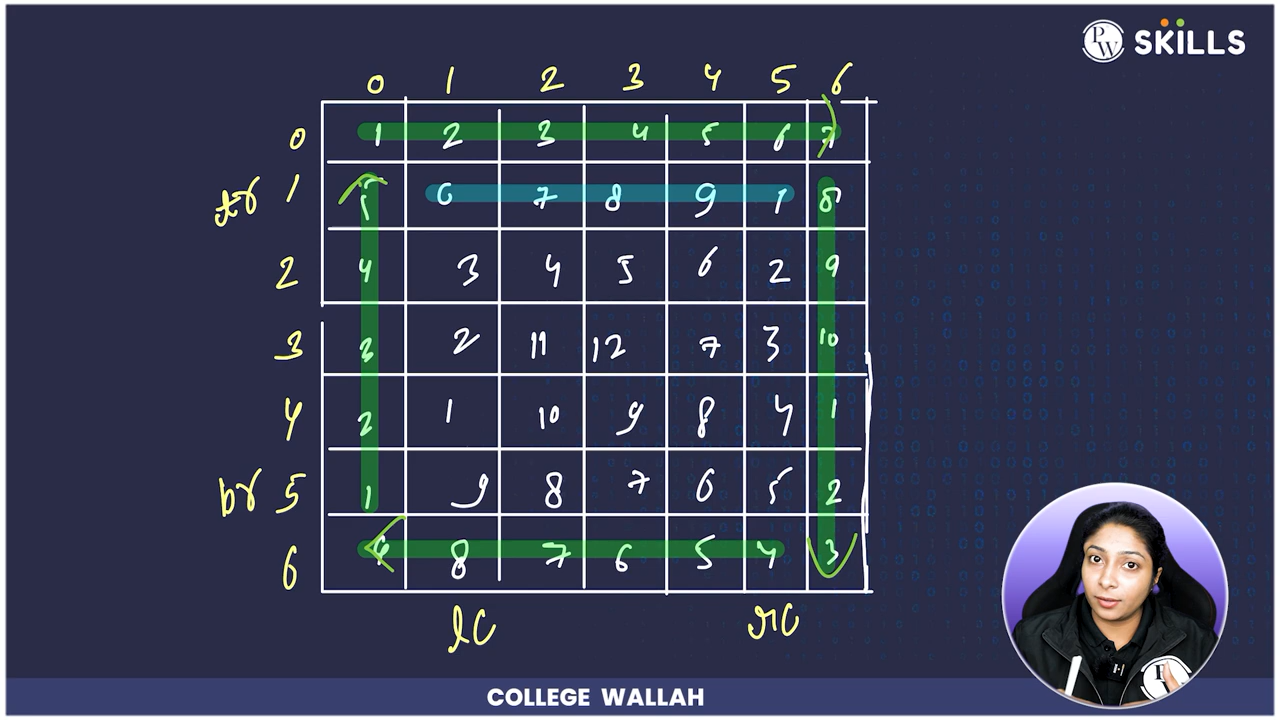 PW SKILLS
0 1 2 3 4 5 6
0 1 2 3 4 5 6 7
tr 1 5 6 7 8 9 1 8
2 4 3 4 5 6 2 9
3 3 2 11 12 7 3 10
4 2 1 10 9 8 4 1
br 5 1 9 8 7 6 5 2
6 9 8 7 6 5 4 3
lc rc
COLLEGE WALLAH